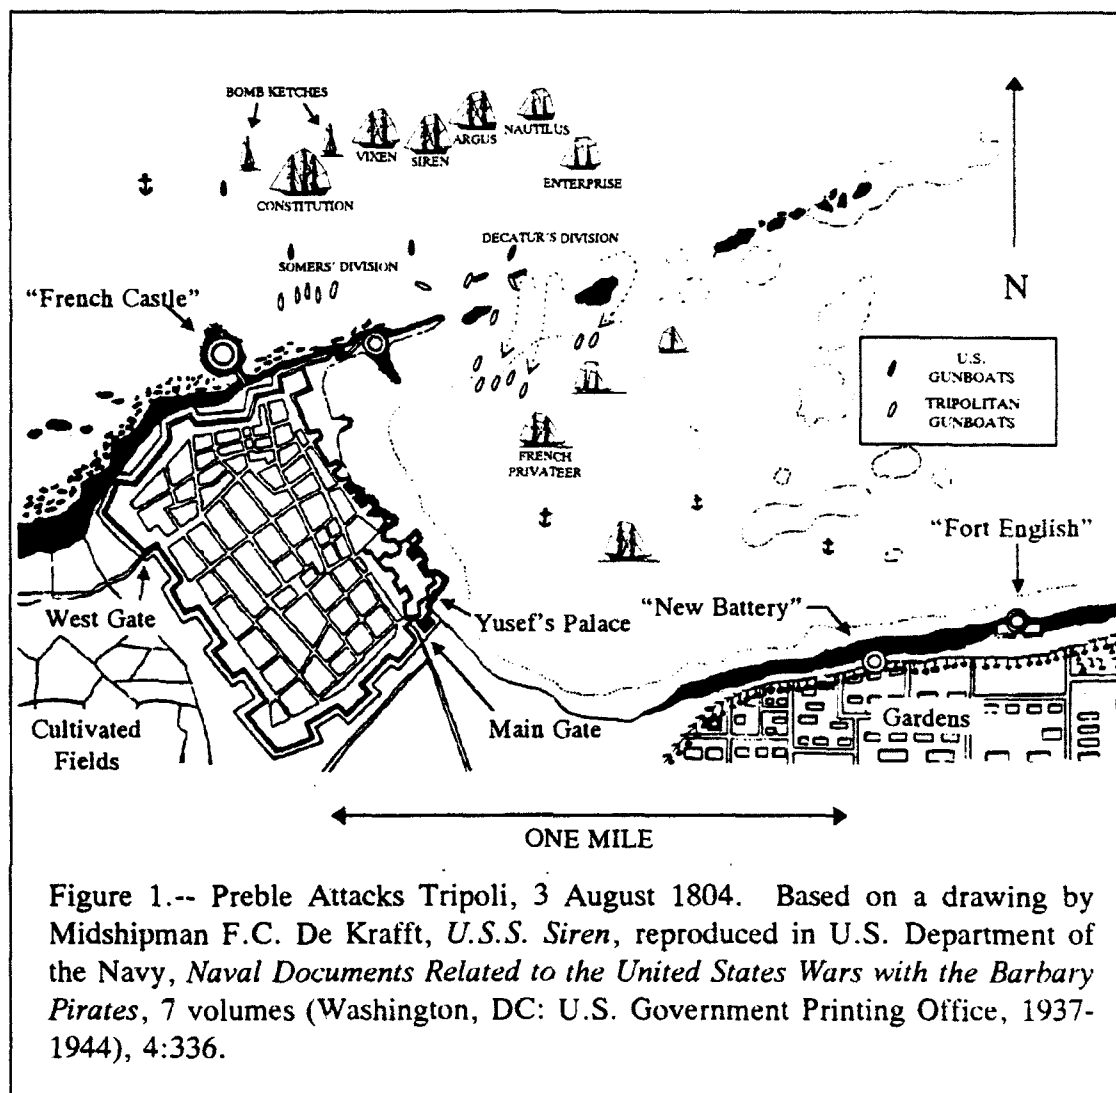 BOMB KETCHES
VIXEN
SIREN
ARGUS
NAUTILUS
ENTERPRISE
CONSTITUTION
DECATUR'S DIVISION
SOMERS' DIVISION
"French Castle"
N
U.S.
GUNBOATS
TRIPOLITAN
GUNBOATS
FRENCH
PRIVATEER
"Fort English"
"New Battery"
West Gate
Yusef's Palace
Main Gate
Gardens
Cultivated
Fields
ONE MILE
Figure 1.-- Preble Attacks Tripoli, 3 August 1804. Based on a drawing by
Midshipman F.C. De Krafft, U.S.S. Siren, reproduced in U.S. Department of
the Navy, Naval Documents Related to the United States Wars with the Barbary
Pirates, 7 volumes (Washington, DC: U.S. Government Printing Office, 1937-
1944), 4:336.